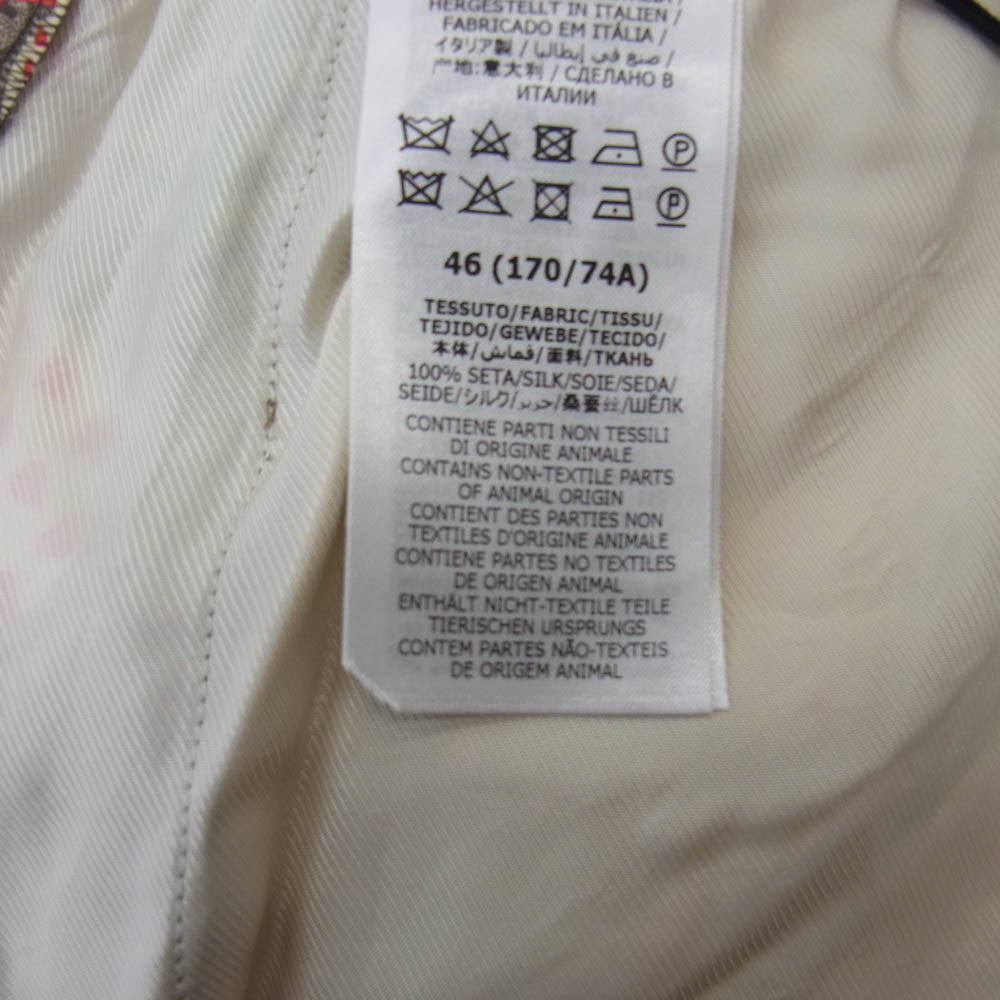 HERGESTELLT IN ITALIEN /
FABRICADO EM ITÁLIA /
イタリア製 / صنع في إيطاليا /
产地:意大利 / СДЕЛАНО В
ИТАЛИИ
P
P
46 (170/74A)
TESSUTO/FABRIC/TISSU/
TEJIDO/GEWEBE/TECIDO/
本体/قماش/面料/ТКАНЬ
100% SETA/SILK/SOIE/SEDA/
SEIDE/シルク/حرير/桑蚕丝/ШЁЛК
CONTIENE PARTI NON TESSILI
DI ORIGINE ANIMALE
CONTAINS NON-TEXTILE PARTS
OF ANIMAL ORIGIN
CONTIENT DES PARTIES NON
TEXTILES D'ORIGINE ANIMALE
CONTIENE PARTES NO TEXTILES
DE ORIGEN ANIMAL
ENTHÄLT NICHT-TEXTILE TEILE
TIERISCHEN URSPRUNGS
CONTEM PARTES NÃO-TEXTEIS
DE ORIGEM ANIMAL